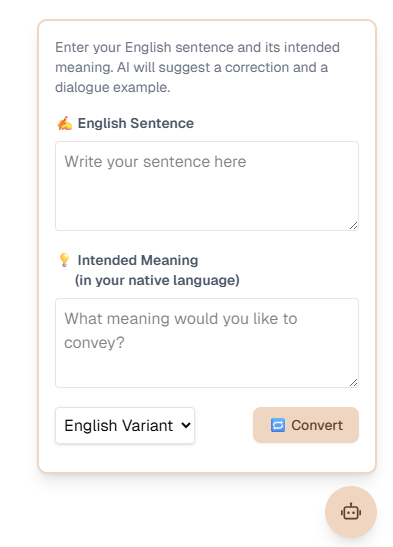 Enter your English sentence and its intended
meaning. AI will suggest a correction and a
dialogue example.
✍️ English Sentence
Write your sentence here
💡 Intended Meaning
(in your native language)
What meaning would you like to
convey?
English Variant
🔁 Convert